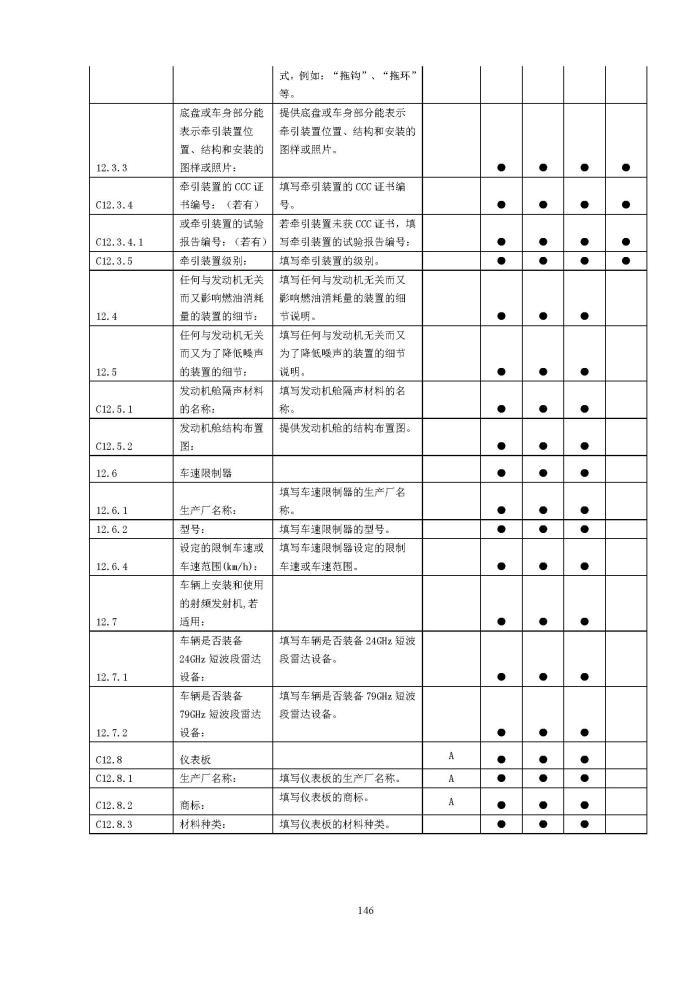 式，例如：“拖钩”、“拖环”
等。
底盘或车身部分能 提供底盘或车身部分能表示
表示牵引装置位 牵引装置位置、结构和安装的
置、结构和安装的 图样或照片。
12.3.3 图样或照片： ● ● ● ●
牵引装置的 CCC 证 填写牵引装置的 CCC 证书编
C12.3.4 书编号：（若有） 号。 ● ● ● ●
或牵引装置的试验 若牵引装置未获 CCC 证书，填
C12.3.4.1 报告编号：（若有） 写牵引装置的试验报告编号： ● ● ● ●
C12.3.5 牵引装置级别： 填写牵引装置的级别。 ● ● ● ●
任何与发动机无关 填写任何与发动机无关而又
而又影响燃油消耗 影响燃油消耗量的装置的细
12.4 量的装置的细节： 节说明。 ● ● ●
任何与发动机无关 填写任何与发动机无关而又
而又为了降低噪声 为了降低噪声的装置的细节
12.5 的装置的细节： 说明。 ● ● ●
发动机舱隔声材料 填写发动机舱隔声材料的名
C12.5.1 的名称： 称。 ● ● ●
发动机舱结构布置 提供发动机舱的结构布置图。
C12.5.2 图： ● ● ●
12.6 车速限制器 ● ● ●
填写车速限制器的生产厂名
12.6.1 生产厂名称： 称。 ● ● ●
12.6.2 型号： 填写车速限制器的型号。 ● ● ●
设定的限制车速或 填写车速限制器设定的限制
12.6.4 车速范围(km/h)： 车速或车速范围。 ● ● ●
车辆上安装和使用
的射频发射机,若
12.7 适用： ● ● ●
车辆是否装备 填写车辆是否装备 24GHz 短波
24GHz 短波段雷达 段雷达设备。
12.7.1 设备： ● ● ●
车辆是否装备 填写车辆是否装备 79GHz 短波
79GHz 短波段雷达 段雷达设备。
12.7.2 设备： ● ● ●
C12.8 仪表板 A ● ● ●
C12.8.1 生产厂名称： 填写仪表板的生产厂名称。 A ● ● ●
C12.8.2 商标： 填写仪表板的商标。 A ● ● ●
C12.8.3 材料种类： 填写仪表板的材料种类。 ● ● ●
146